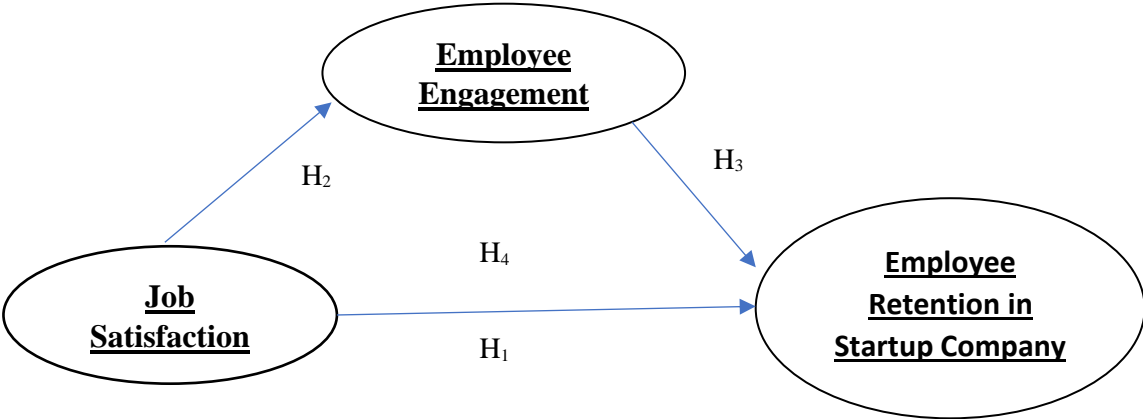 Employee
Engagement
H₂
H₃
H₄
Job
Satisfaction
H₁
Employee
Retention in
Startup Company